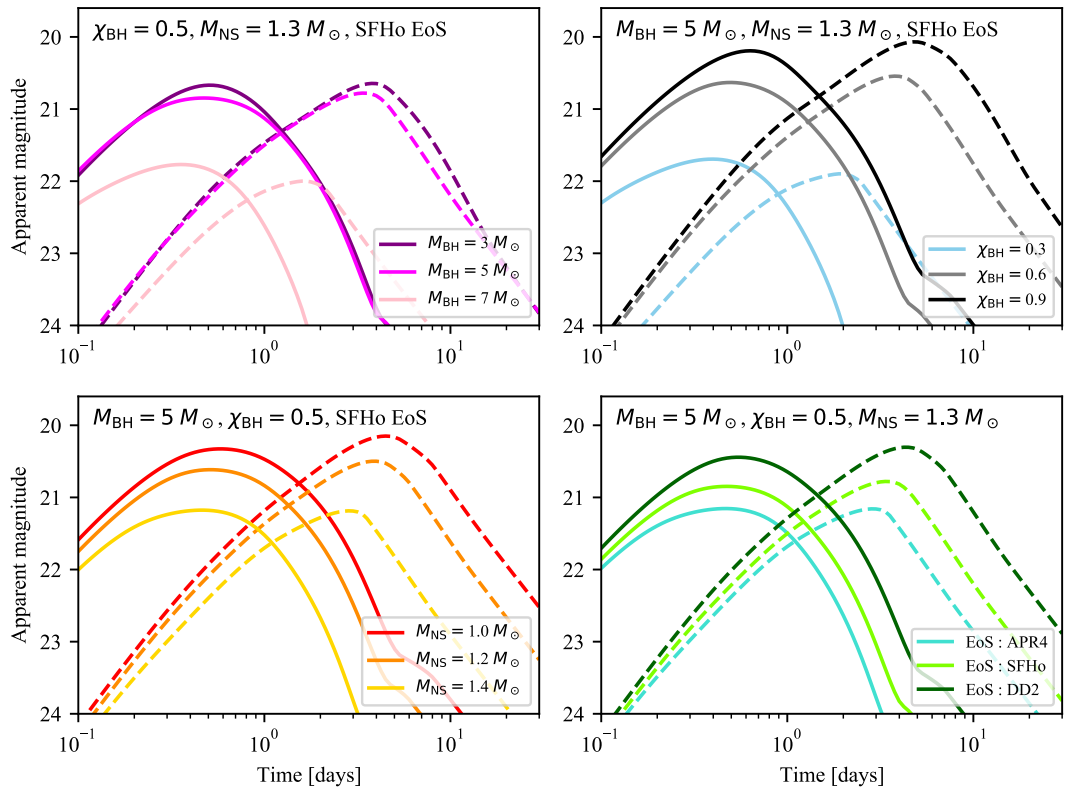 χBH = 0.5, MNS = 1.3 M⊙, SFHo EoS
Apparent magnitude
20
21
22
23
24
MBH = 3 M⊙
MBH = 5 M⊙
MBH = 7 M⊙
10⁻¹ 10⁰ 10¹
MBH = 5 M⊙, MNS = 1.3 M⊙, SFHo EoS
20
21
22
23
24
χBH = 0.3
χBH = 0.6
χBH = 0.9
10⁻¹ 10⁰ 10¹
MBH = 5 M⊙, χBH = 0.5, SFHo EoS
Apparent magnitude
20
21
22
23
24
MNS = 1.0 M⊙
MNS = 1.2 M⊙
MNS = 1.4 M⊙
10⁻¹ 10⁰ 10¹
Time [days]
MBH = 5 M⊙, χBH = 0.5, MNS = 1.3 M⊙
20
21
22
23
24
EoS : APR4
EoS : SFHo
EoS : DD2
10⁻¹ 10⁰ 10¹
Time [days]